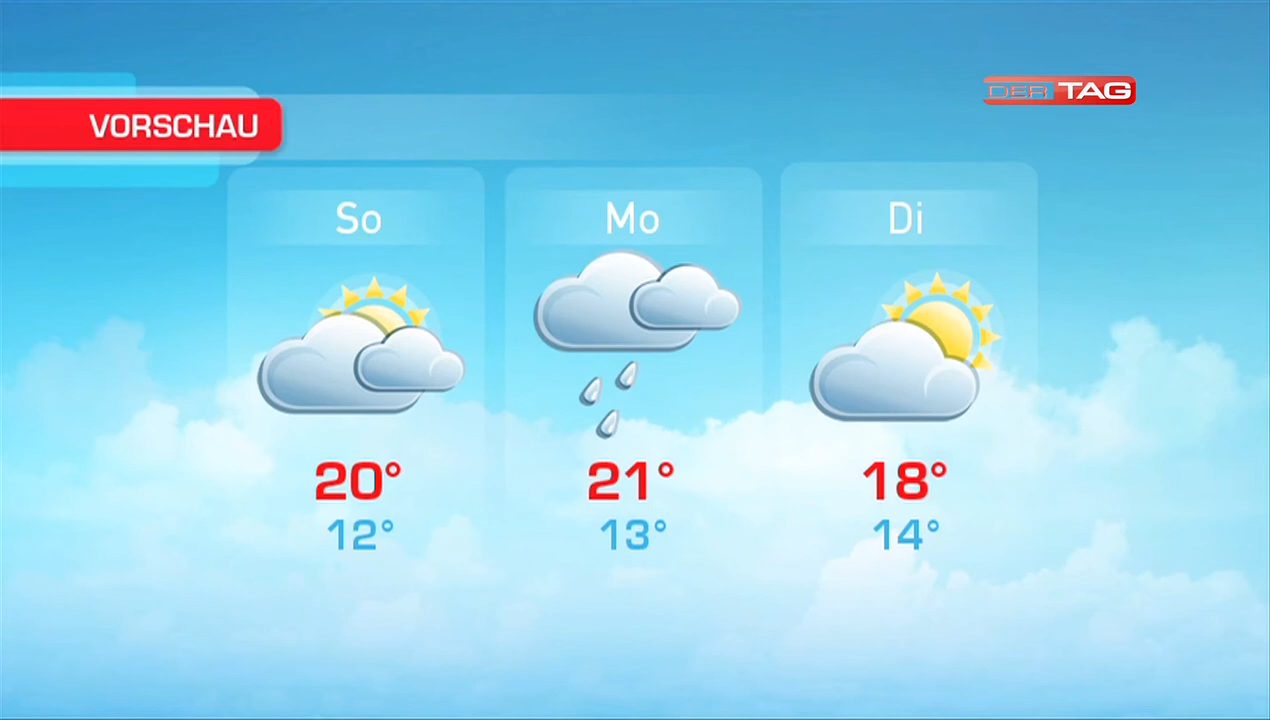 DER TAG
VORSCHAU
So Mo Di
20° 21° 18°
12° 13° 14°